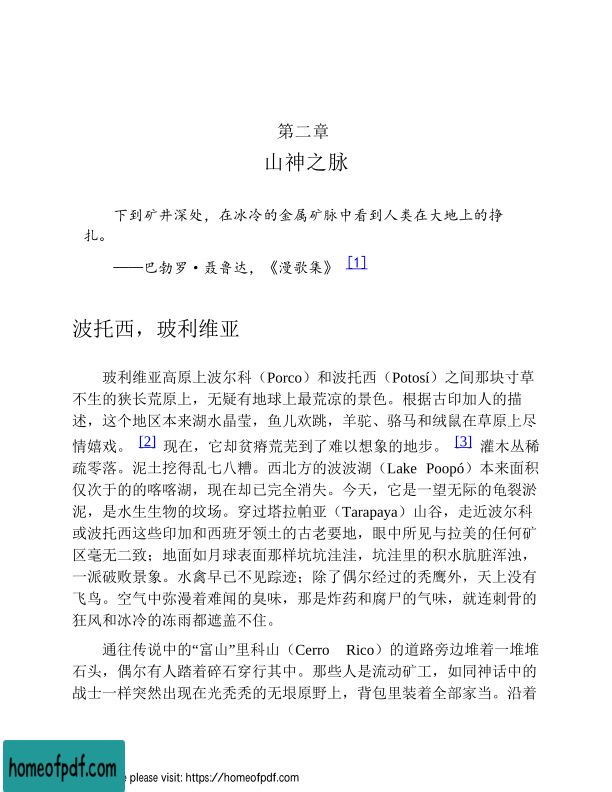 第二章
山神之脉
下到矿井深处，在冰冷的金属矿脉中看到人类在大地上的挣
扎。
——巴勃罗·聂鲁达，《漫歌集》 [1]
波托西，玻利维亚
玻利维亚高原上波尔科（Porco）和波托西（Potosí）之间那块寸草
不生的狭长荒原上，无疑有地球上最荒凉的景色。根据古印加人的描
述，这个地区本来湖水晶莹，鱼儿欢跳，羊驼、骆马和绒鼠在草原上尽
情嬉戏。 [2] 现在，它却贫瘠荒芜到了难以想象的地步。 [3] 灌木丛稀
疏零落。泥土挖得乱七八糟。西北方的波波湖（Lake Poopó）本来面积
仅次于的的喀喀湖，现在却已完全消失。今天，它是一望无际的龟裂淤
泥，是水生生物的坟场。穿过塔拉帕亚（Tarapaya）山谷，走近波尔科
或波托西这些印加和西班牙领土的古老要地，眼中所见与拉美的任何矿
区毫无二致；地面如月球表面那样坑坑洼洼，坑洼里的积水肮脏浑浊，
一派破败景象。水禽早已不见踪迹；除了偶尔经过的秃鹰外，天上没有
飞鸟。空气中弥漫着难闻的臭味，那是炸药和腐尸的气味，就连刺骨的
狂风和冰冷的冻雨都遮盖不住。
通往传说中的“富山”里科山（Cerro Rico）的道路旁边堆着一堆堆
石头，偶尔有人踏着碎石穿行其中。那些人是流动矿工，如同神话中的
战士一样突然出现在光秃秃的无垠原野上，背包里装着全部家当。沿着
homeofpdf.com
e please visit: https://homeofpdf.com